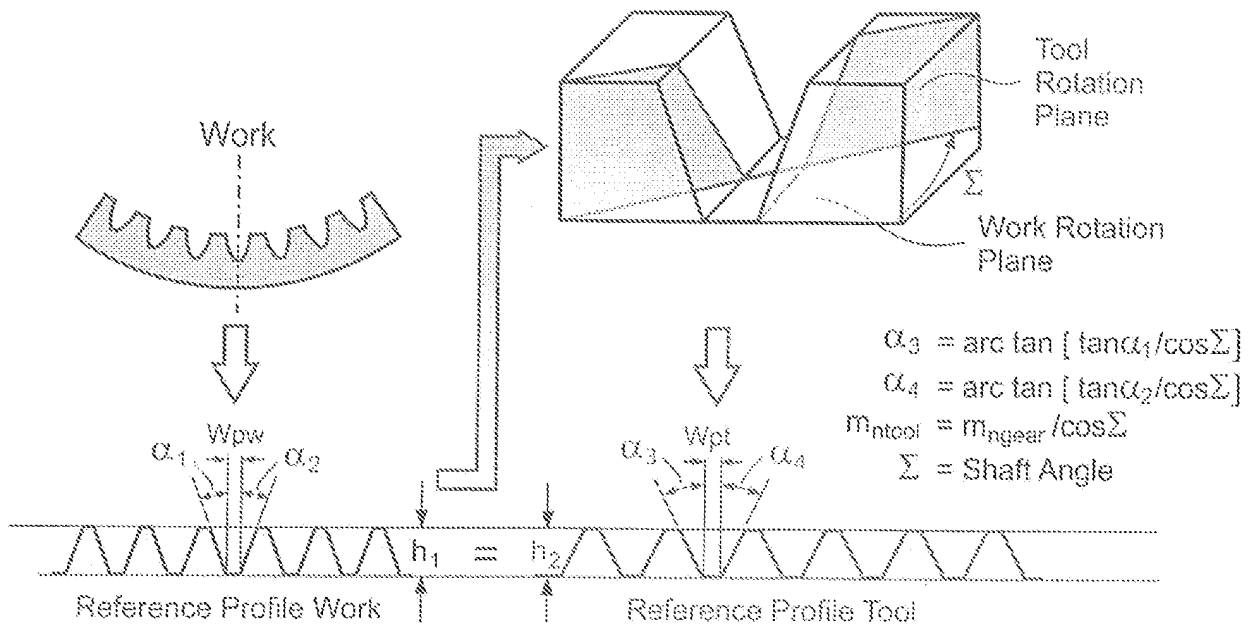 Work
Tool
Rotation
Plane
Σ
Work Rotation
Plane
α₃ = arc tan [ tanα₁/cosΣ]
α₄ = arc tan [ tanα₂/cosΣ]
mntool = mngear/cosΣ
Σ = Shaft Angle
Wpw
α₁ α₂
Wpt
α₃ α₄
h₁ = h₂
Reference Profile Work
Reference Profile Tool